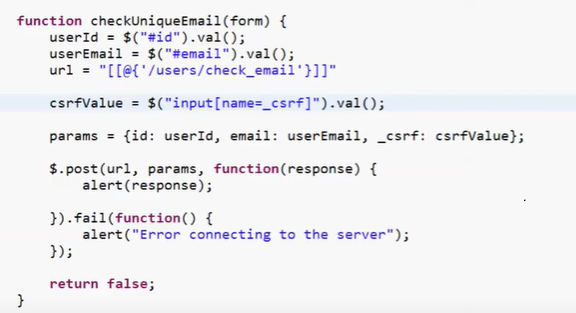 function checkUniqueEmail(form) {
    userId = $("#id").val();
    userEmail = $("#email").val();
    url = "[[@{'/users/check_email'}]]"
    csrfValue = $("input[name=_csrf]").val();
    params = {id: userId, email: userEmail, _csrf: csrfValue};
    $.post(url, params, function(response) {
        alert(response);
    }).fail(function() {
        alert("Error connecting to the server");
    });
    return false;
}